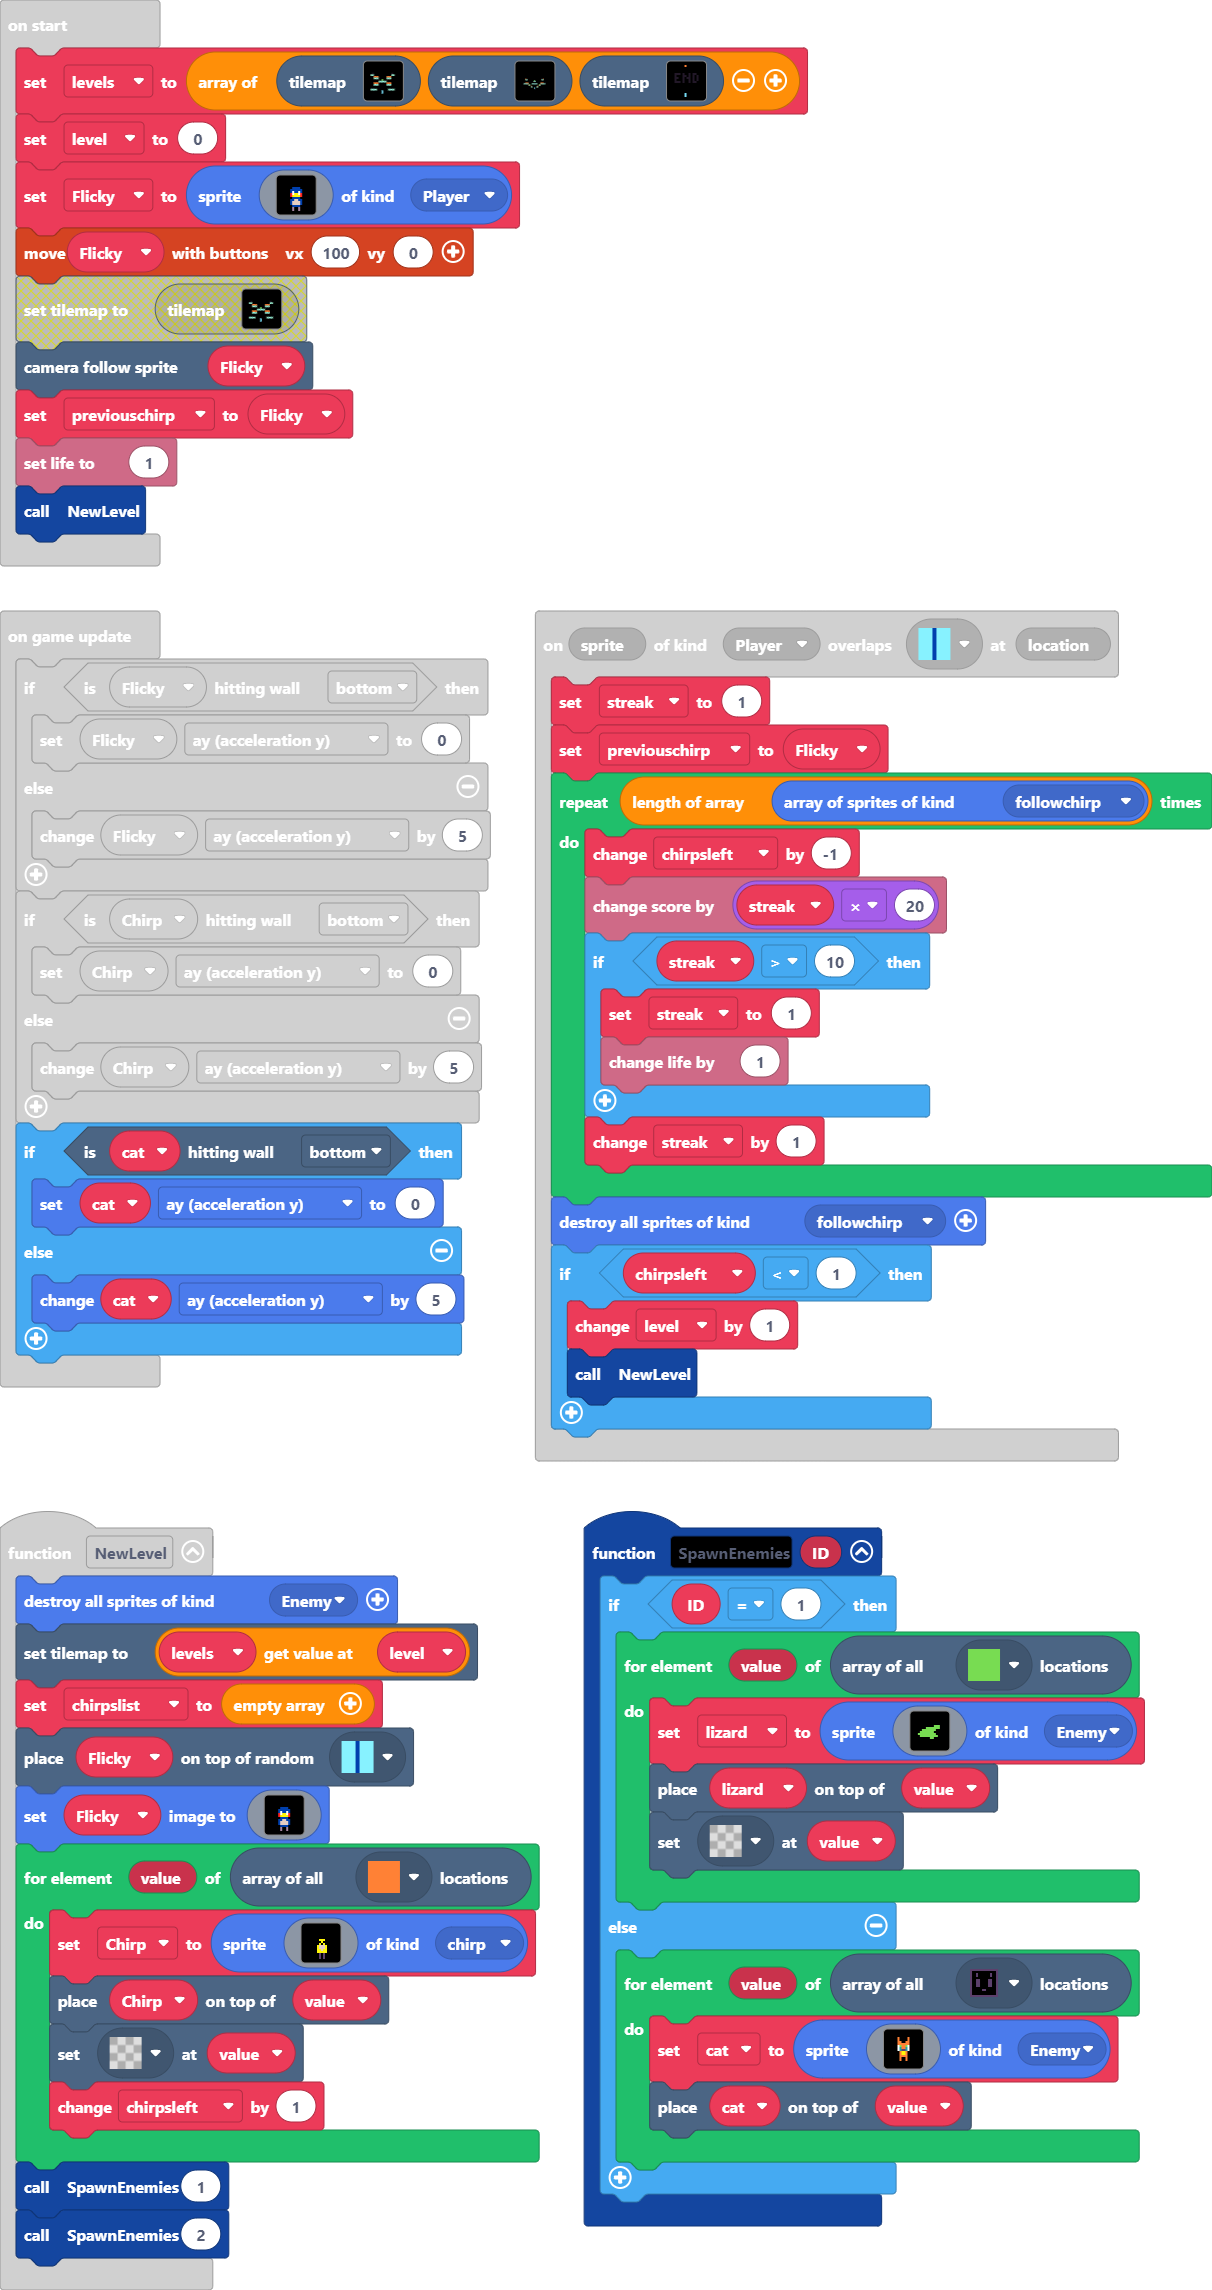 on start
set levels to array of tilemap tilemap tilemap END
set level to 0
set Flicky to sprite of kind Player
move Flicky with buttons vx 100 vy 0
set tilemap to tilemap
camera follow sprite Flicky
set previouschirp to Flicky
set life to 1
call NewLevel
on game update
if is Flicky hitting wall bottom then
set Flicky ay (acceleration y) to 0
else
change Flicky ay (acceleration y) by 5
if is Chirp hitting wall bottom then
set Chirp ay (acceleration y) to 0
else
change Chirp ay (acceleration y) by 5
if is cat hitting wall bottom then
set cat ay (acceleration y) to 0
else
change cat ay (acceleration y) by 5
on sprite of kind Player overlaps at location
set streak to 1
set previouschirp to Flicky
repeat length of array array of sprites of kind followchirp times
do
change chirpsleft by -1
change score by streak × 20
if streak > 10 then
set streak to 1
change life by 1
change streak by 1
destroy all sprites of kind followchirp
if chirpsleft < 1 then
change level by 1
call NewLevel
function NewLevel
destroy all sprites of kind Enemy
set tilemap to levels get value at level
set chirpslist to empty array
place Flicky on top of random
set Flicky image to
for element value of array of all locations
do
set Chirp to sprite of kind chirp
place Chirp on top of value
set at value
change chirpsleft by 1
call SpawnEnemies 1
call SpawnEnemies 2
function SpawnEnemies ID
if ID = 1 then
for element value of array of all locations
do
set lizard to sprite of kind Enemy
place lizard on top of value
set at value
else
for element value of array of all locations
do
set cat to sprite of kind Enemy
place cat on top of value